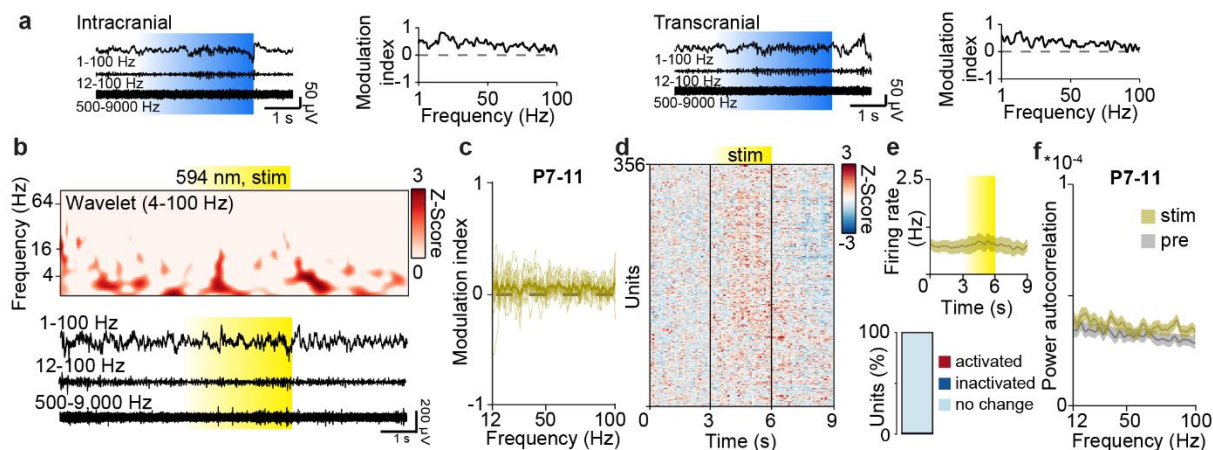 a
Intracranial
1-100 Hz
12-100 Hz
500-9000 Hz
50 µV
1 s
Modulation index
1
0
-1
1
50
100
Frequency (Hz)
Transcranial
1-100 Hz
12-100 Hz
500-9000 Hz
50 µV
1 s
Modulation index
1
0
-1
1
50
100
Frequency (Hz)
b
594 nm, stim
Wavelet (4-100 Hz)
Frequency (Hz)
64
16
4
3
0
Z-Score
1-100 Hz
12-100 Hz
500-9.000 Hz
200 µV
1 s
c
P7-11
Modulation index
1
0
-1
12
50
100
Frequency (Hz)
d
stim
356
Units
0
3
6
9
Time (s)
3
-3
Z-Score
e
Firing rate (Hz)
2.5
0
3
6
9
Time (s)
Units (%)
100
0
activated
inactivated
no change
f
*10-4
P7-11
Power autocorrelation
1
0
stim
pre
12
50
100
Frequency (Hz)